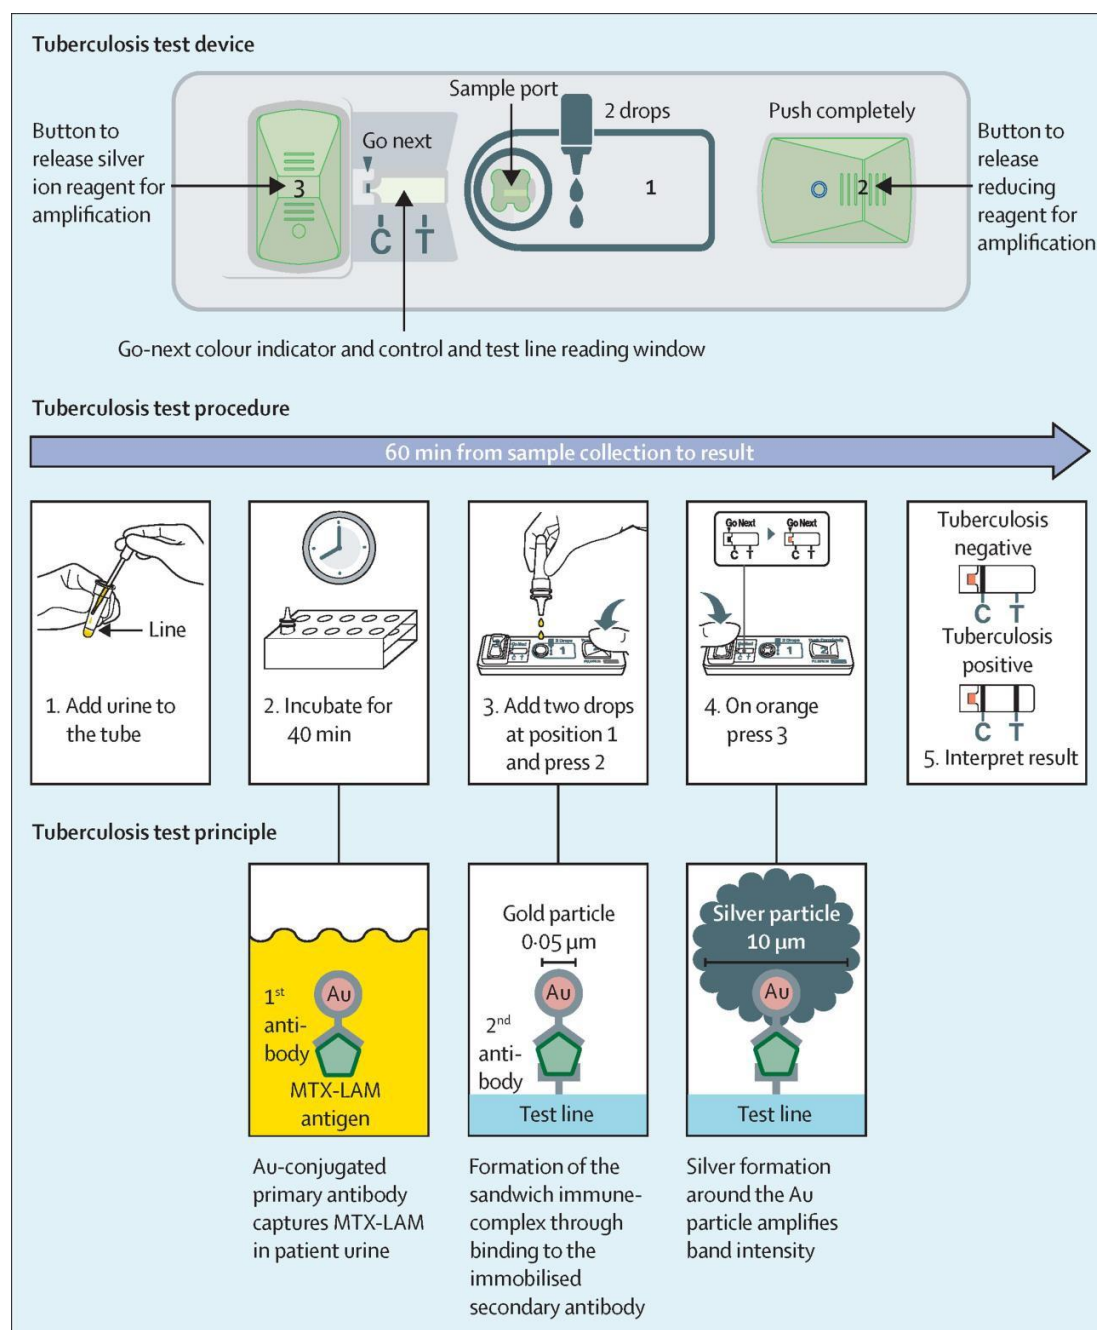 Tuberculosis test device
Button to
release silver
ion reagent for
amplification
3
Go next
C T
Sample port
2 drops
1
Push completely
2
Button to
release
reducing
reagent for
amplification
Go-next colour indicator and control and test line reading window
Tuberculosis test procedure
60 min from sample collection to result
Line
1. Add urine to
the tube
2. Incubate for
40 min
2 Drops
1
3. Add two drops
at position 1
and press 2
Go Next Go Next
C T C T
1
2
4. On orange
press 3
Tuberculosis
negative
C T
Tuberculosis
positive
C T
5. Interpret result
Tuberculosis test principle
1st
anti-
body
Au
MTX-LAM
antigen
Au-conjugated
primary antibody
captures MTX-LAM
in patient urine
Gold particle
0·05 µm
Au
2nd
anti-
body
Test line
Formation of the
sandwich immune-
complex through
binding to the
immobilised
secondary antibody
Silver particle
10 µm
Au
Test line
Silver formation
around the Au
particle amplifies
band intensity